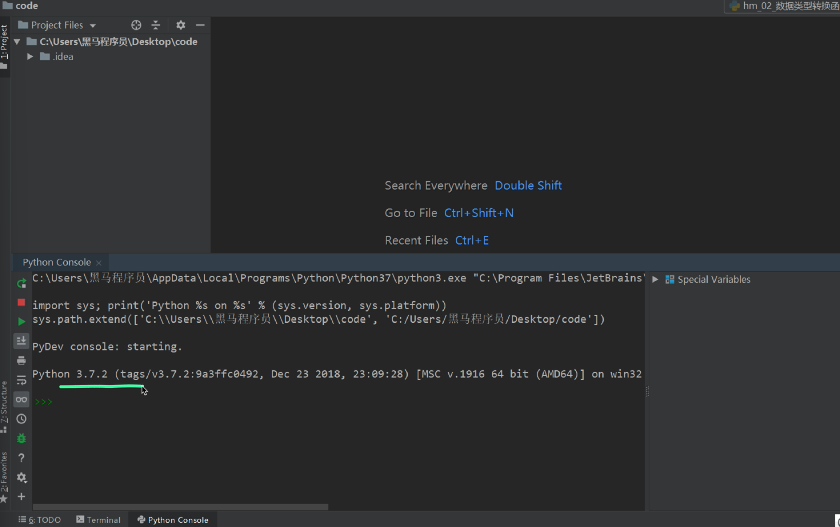 code
hm_02_数据类型转换函
Project Files
1: Project
C:\Users\黑马程序员\Desktop\code
.idea
Search Everywhere Double Shift
Go to File Ctrl+Shift+N
Recent Files Ctrl+E
Python Console
C:\Users\黑马程序员\AppData\Local\Programs\Python\Python37\python3.exe "C:\Program Files\JetBrains\
Special Variables
import sys; print('Python %s on %s' % (sys.version, sys.platform))
sys.path.extend(['C:\\Users\\黑马程序员\\Desktop\\code', 'C:/Users/黑马程序员/Desktop/code'])
PyDev console: starting.
Python 3.7.2 (tags/v3.7.2:9a3ffc0492, Dec 23 2018, 23:09:28) [MSC v.1916 64 bit (AMD64)] on win32
>>>
7: Structure
2: Favorites
6: TODO Terminal Python Console